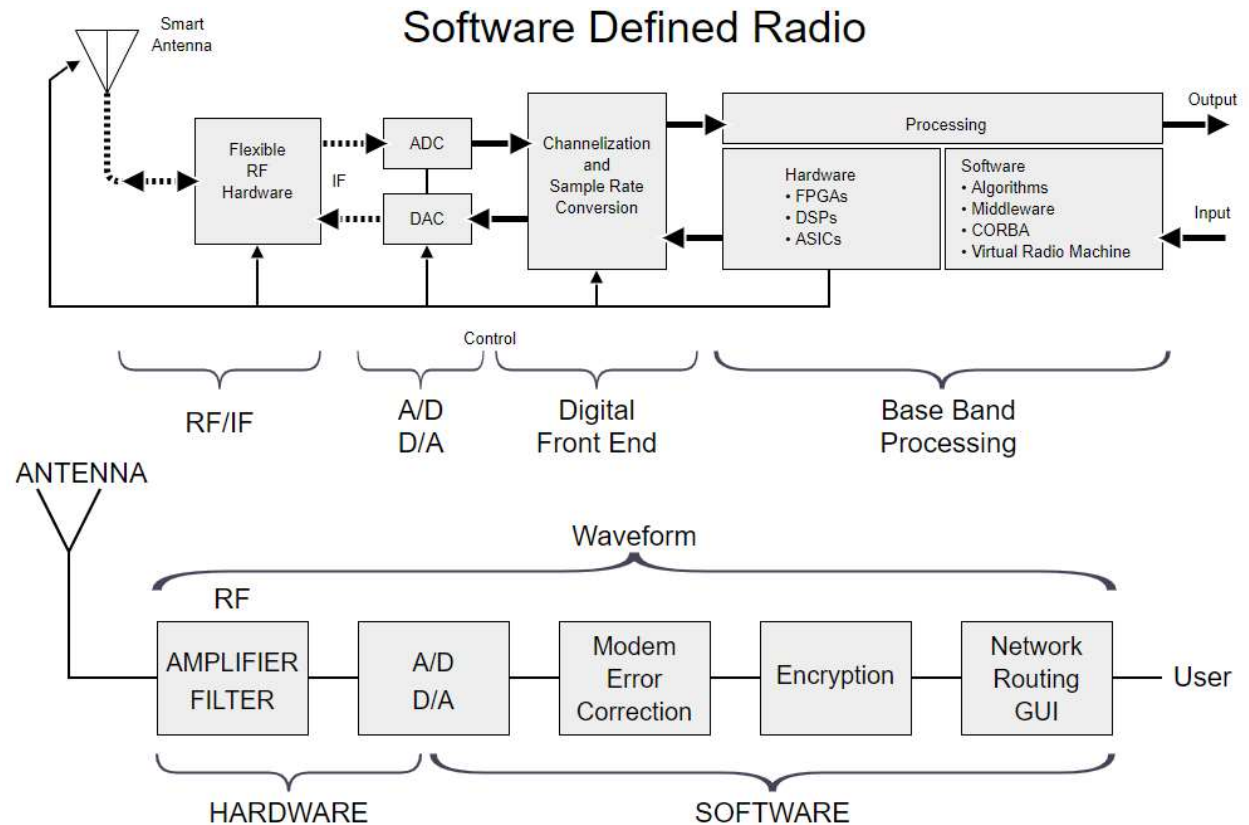 Software Defined Radio
Smart
Antenna
Flexible
RF
Hardware
IF
ADC
DAC
Channelization
and
Sample Rate
Conversion
Processing
Hardware
• FPGAs
• DSPs
• ASICs
Software
• Algorithms
• Middleware
• CORBA
• Virtual Radio Machine
Output
Input
Control
RF/IF
A/D
D/A
Digital
Front End
Base Band
Processing
ANTENNA
Waveform
RF
AMPLIFIER
FILTER
A/D
D/A
Modem
Error
Correction
Encryption
Network
Routing
GUI
User
HARDWARE
SOFTWARE